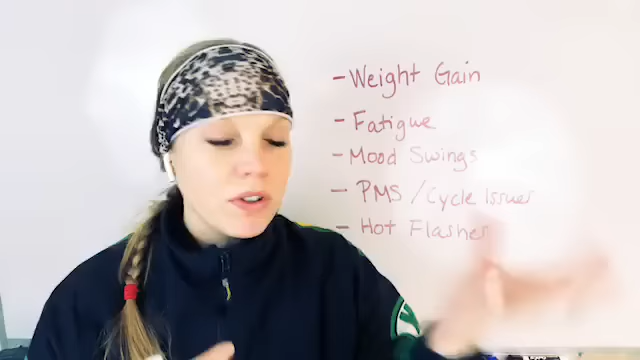 - Weight Gain
- Fatigue
- Mood Swings
- PMS / Cycle Issues
- Hot Flashes